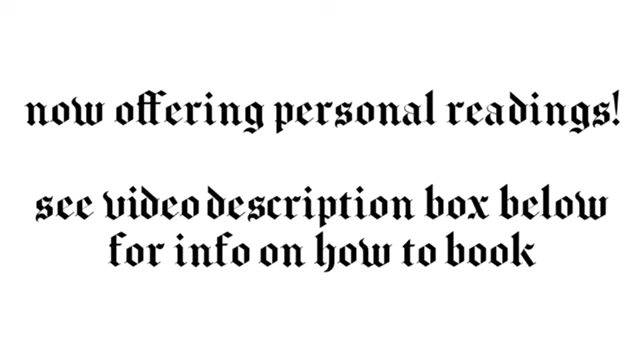 now offering personal readings!
see video description box below
for info on how to book